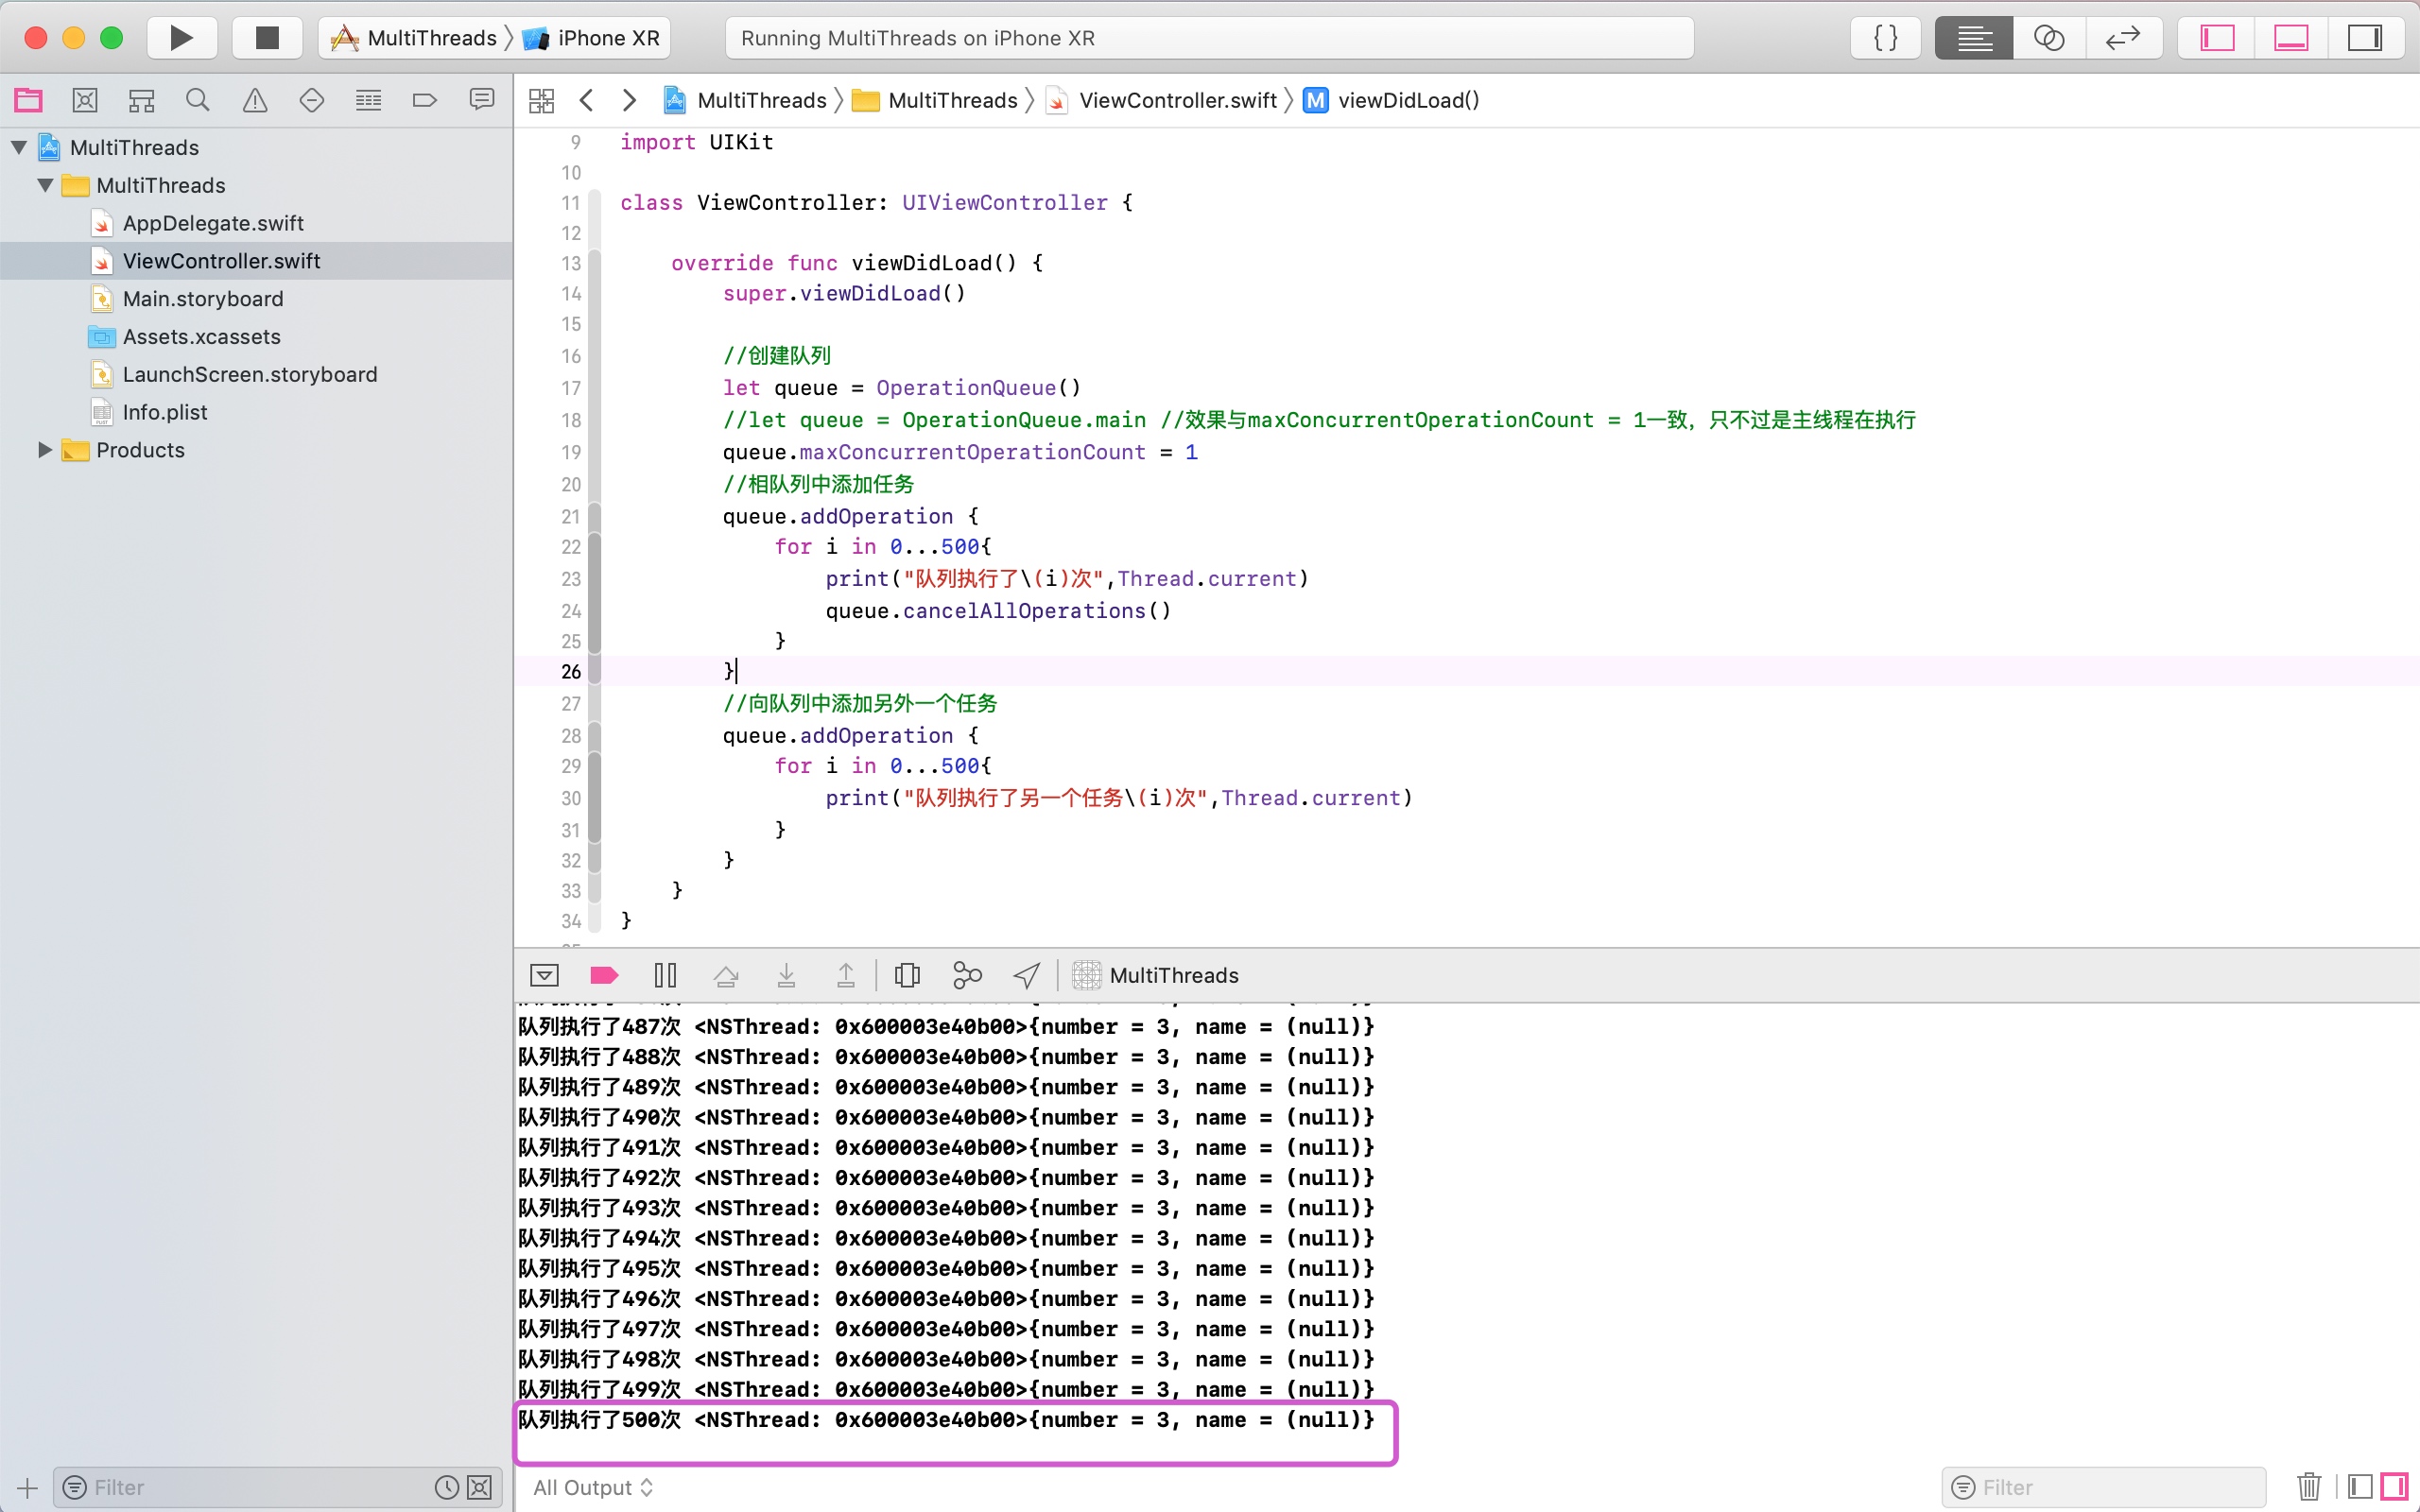 MultiThreads 〉 iPhone XR
Running MultiThreads on iPhone XR
{ }
MultiThreads 〉 MultiThreads 〉 ViewController.swift 〉 M viewDidLoad()
MultiThreads
MultiThreads
AppDelegate.swift
ViewController.swift
Main.storyboard
Assets.xcassets
LaunchScreen.storyboard
Info.plist
Products
Filter
9 import UIKit
10
11 class ViewController: UIViewController {
12
13     override func viewDidLoad() {
14         super.viewDidLoad()
15
16         //创建队列
17         let queue = OperationQueue()
18         //let queue = OperationQueue.main //效果与maxConcurrentOperationCount = 1一致，只不过是主线程在执行
19         queue.maxConcurrentOperationCount = 1
20         //相队列中添加任务
21         queue.addOperation {
22             for i in 0...500{
23                 print("队列执行了\(i)次",Thread.current)
24                 queue.cancelAllOperations()
25             }
26         }
27         //向队列中添加另外一个任务
28         queue.addOperation {
29             for i in 0...500{
30                 print("队列执行了另一个任务\(i)次",Thread.current)
31             }
32         }
33     }
34 }
MultiThreads
队列执行了487次 <NSThread: 0x600003e40b00>{number = 3, name = (null)}
队列执行了488次 <NSThread: 0x600003e40b00>{number = 3, name = (null)}
队列执行了489次 <NSThread: 0x600003e40b00>{number = 3, name = (null)}
队列执行了490次 <NSThread: 0x600003e40b00>{number = 3, name = (null)}
队列执行了491次 <NSThread: 0x600003e40b00>{number = 3, name = (null)}
队列执行了492次 <NSThread: 0x600003e40b00>{number = 3, name = (null)}
队列执行了493次 <NSThread: 0x600003e40b00>{number = 3, name = (null)}
队列执行了494次 <NSThread: 0x600003e40b00>{number = 3, name = (null)}
队列执行了495次 <NSThread: 0x600003e40b00>{number = 3, name = (null)}
队列执行了496次 <NSThread: 0x600003e40b00>{number = 3, name = (null)}
队列执行了497次 <NSThread: 0x600003e40b00>{number = 3, name = (null)}
队列执行了498次 <NSThread: 0x600003e40b00>{number = 3, name = (null)}
队列执行了499次 <NSThread: 0x600003e40b00>{number = 3, name = (null)}
队列执行了500次 <NSThread: 0x600003e40b00>{number = 3, name = (null)}
All Output
Filter